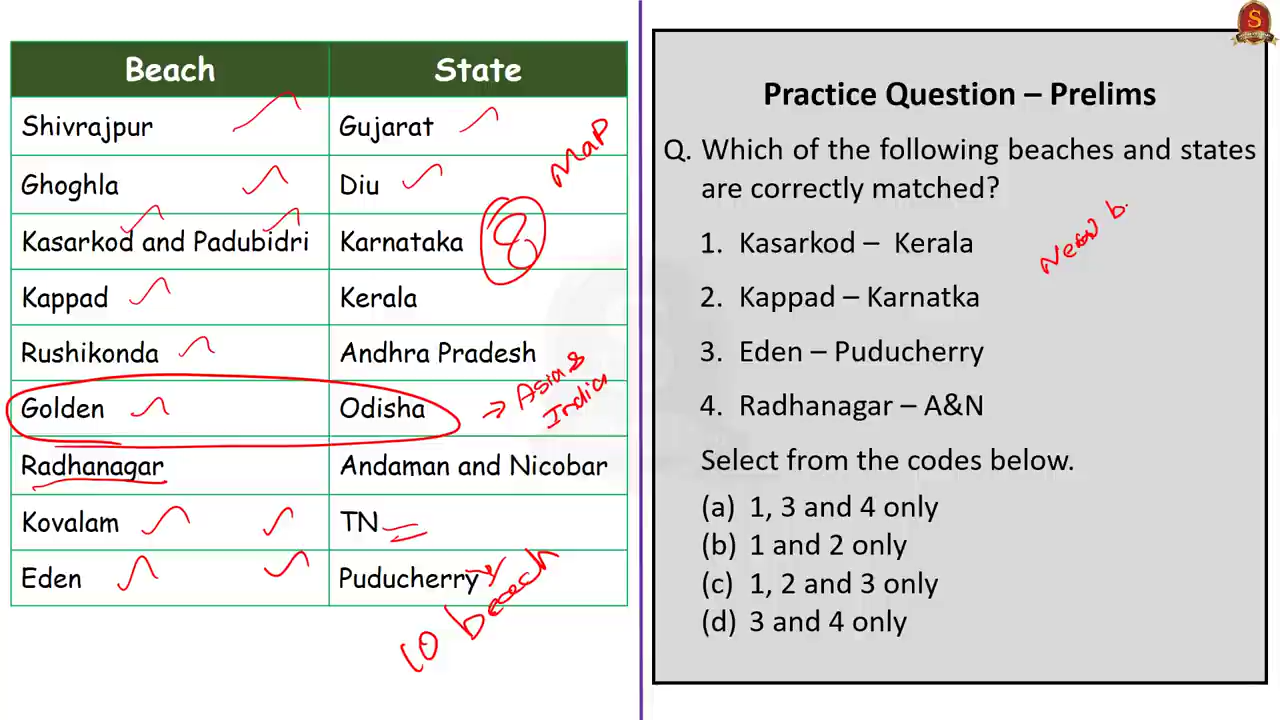 Beach State
Shivrajpur Gujarat
Ghoghla Diu
Kasarkod and Padubidri Karnataka
Kappad Kerala
Rushikonda Andhra Pradesh
Golden Odisha
Radhanagar Andaman and Nicobar
Kovalam TN
Eden Puducherry
MaP
8
→ Asia &
India
10 beach
S
Practice Question – Prelims
Q. Which of the following beaches and states
are correctly matched?
1. Kasarkod – Kerala
2. Kappad – Karnatka
3. Eden – Puducherry
4. Radhanagar – A&N
Select from the codes below.
(a) 1, 3 and 4 only
(b) 1 and 2 only
(c) 1, 2 and 3 only
(d) 3 and 4 only